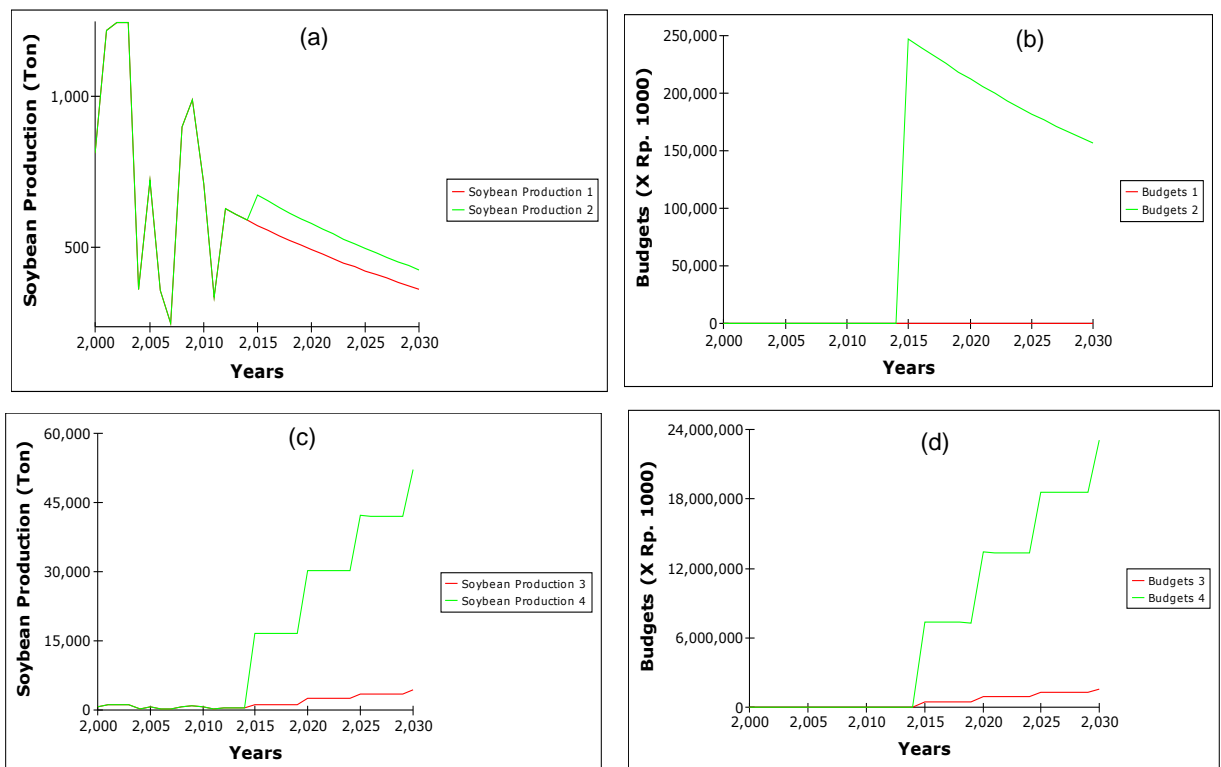 (a)
Soybean Production (Ton)
1,000
500
2,000 2,005 2,010 2,015 2,020 2,025 2,030
Years
Soybean Production 1
Soybean Production 2
(b)
Budgets (X Rp. 1000)
250,000
200,000
150,000
100,000
50,000
0
2,000 2,005 2,010 2,015 2,020 2,025 2,030
Years
Budgets 1
Budgets 2
(c)
Soybean Production (Ton)
60,000
45,000
30,000
15,000
0
2,000 2,005 2,010 2,015 2,020 2,025 2,030
Years
Soybean Production 3
Soybean Production 4
(d)
Budgets (X Rp. 1000)
24,000,000
18,000,000
12,000,000
6,000,000
0
2,000 2,005 2,010 2,015 2,020 2,025 2,030
Years
Budgets 3
Budgets 4